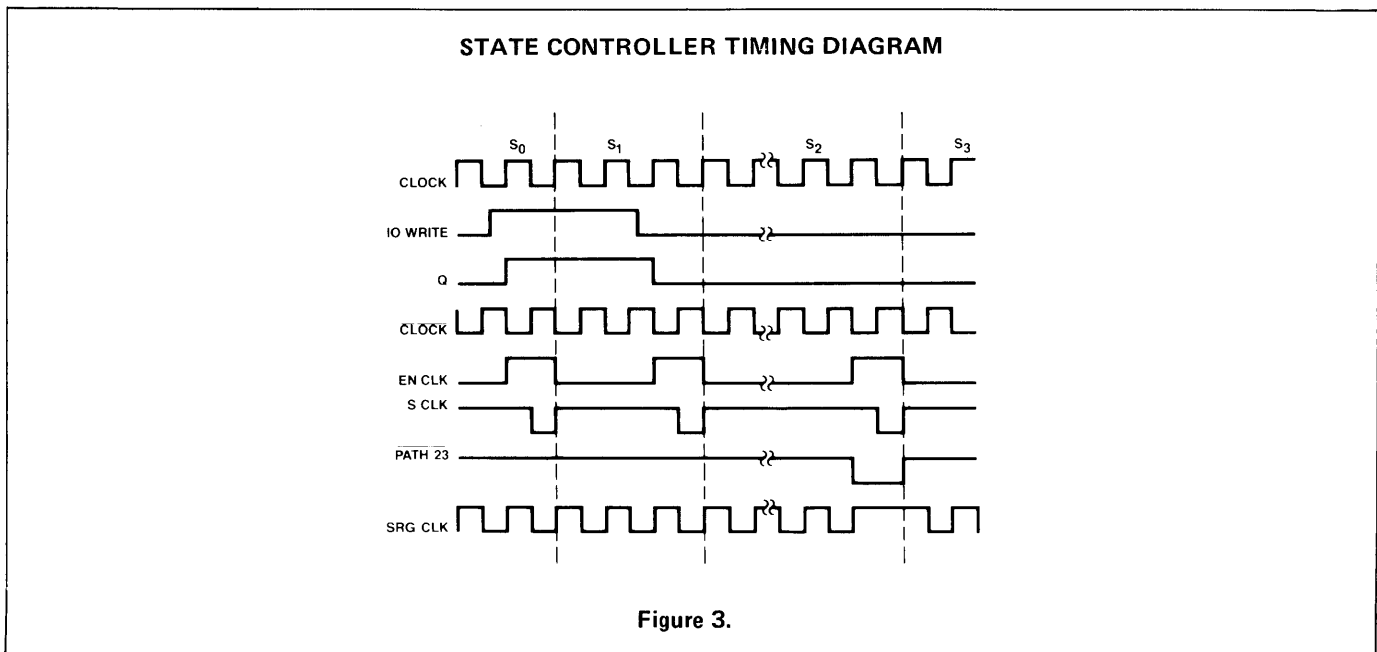 STATE CONTROLLER TIMING DIAGRAM
S0 S1 S2 S3
CLOCK
IO WRITE
Q
CLOCK
EN CLK
S CLK
PATH 23
SRG CLK
Figure 3.